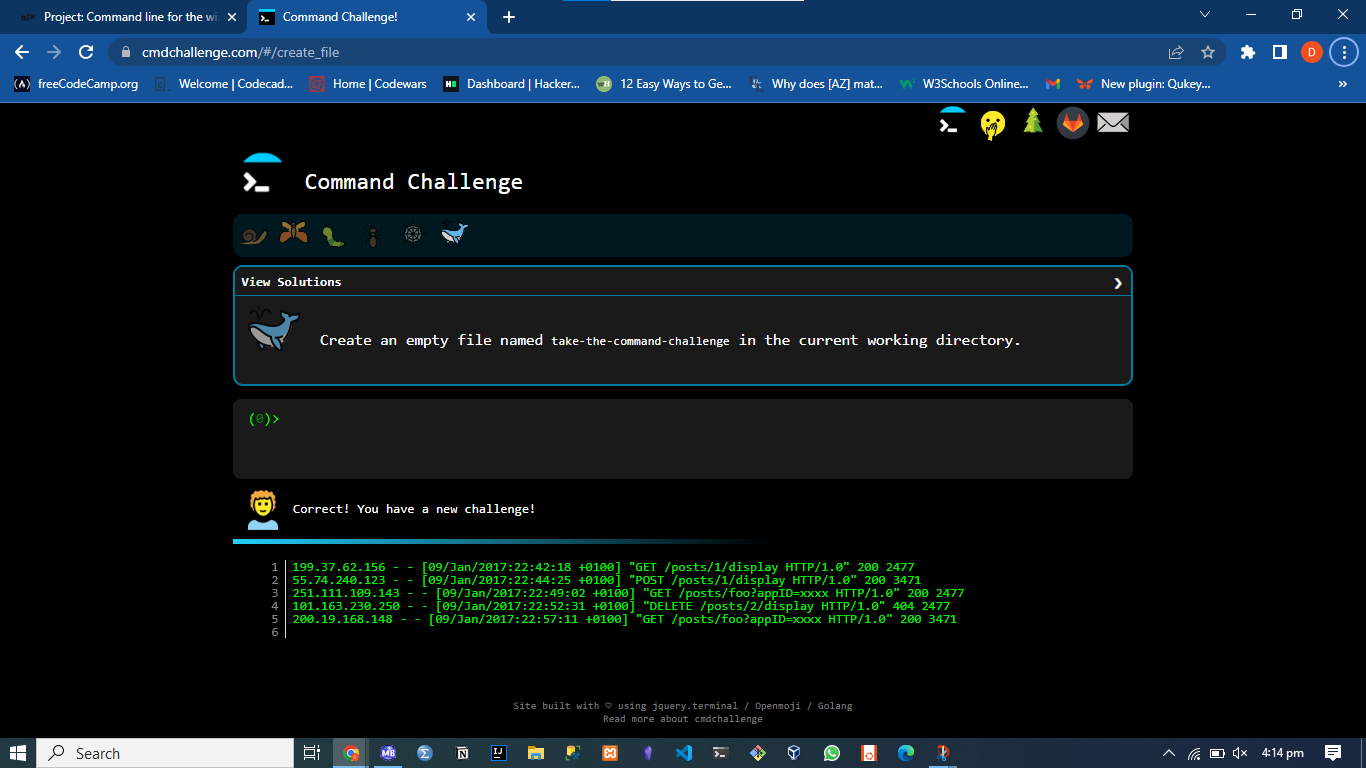 Project: Command line for the wi
Command Challenge!
cmdchallenge.com/#/create_file
D
freeCodeCamp.org
Welcome | Codecad...
Home | Codewars
Dashboard | Hacker...
12 Easy Ways to Ge...
Why does [AZ] mat...
W3Schools Online...
New plugin: Qukey...
»
Command Challenge
View Solutions
Create an empty file named take-the-command-challenge in the current working directory.
(0)>
Correct! You have a new challenge!
1 199.37.62.156 - - [09/Jan/2017:22:42:18 +0100] "GET /posts/1/display HTTP/1.0" 200 2477
2 55.74.240.123 - - [09/Jan/2017:22:44:25 +0100] "POST /posts/1/display HTTP/1.0" 200 3471
3 251.111.109.143 - - [09/Jan/2017:22:49:02 +0100] "GET /posts/foo?appID=xxxx HTTP/1.0" 200 2477
4 101.163.230.250 - - [09/Jan/2017:22:52:31 +0100] "DELETE /posts/2/display HTTP/1.0" 404 2477
5 200.19.168.148 - - [09/Jan/2017:22:57:11 +0100] "GET /posts/foo?appID=xxxx HTTP/1.0" 200 3471
6
Site built with ♡ using jquery.terminal / Openmoji / Golang
Read more about cmdchallenge
Search
4:14 pm